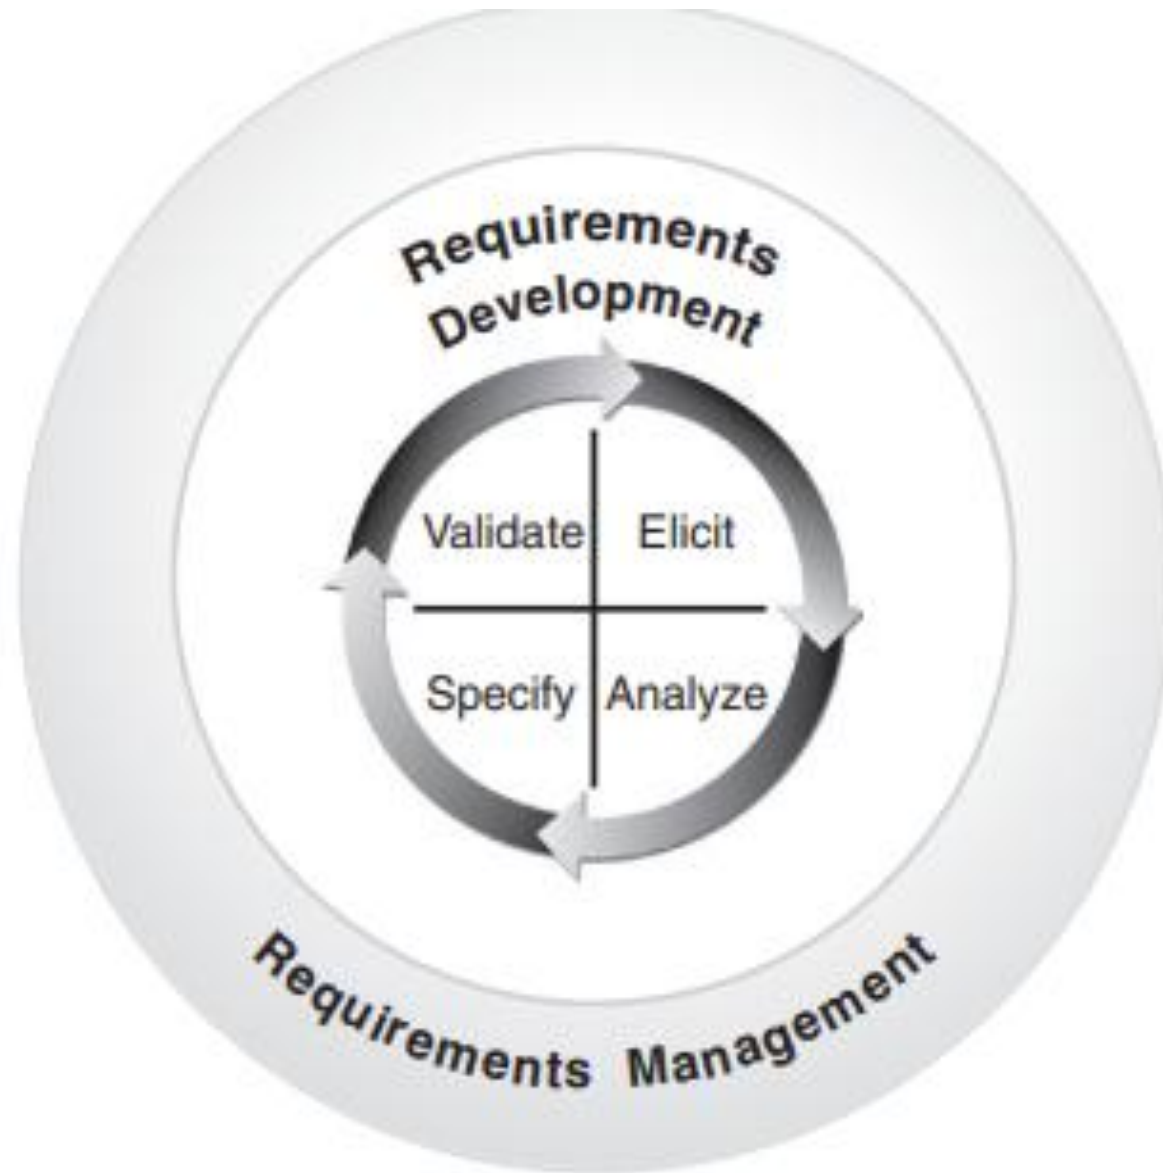 Requirements
Development
Validate
Elicit
Specify
Analyze
Requirements Management